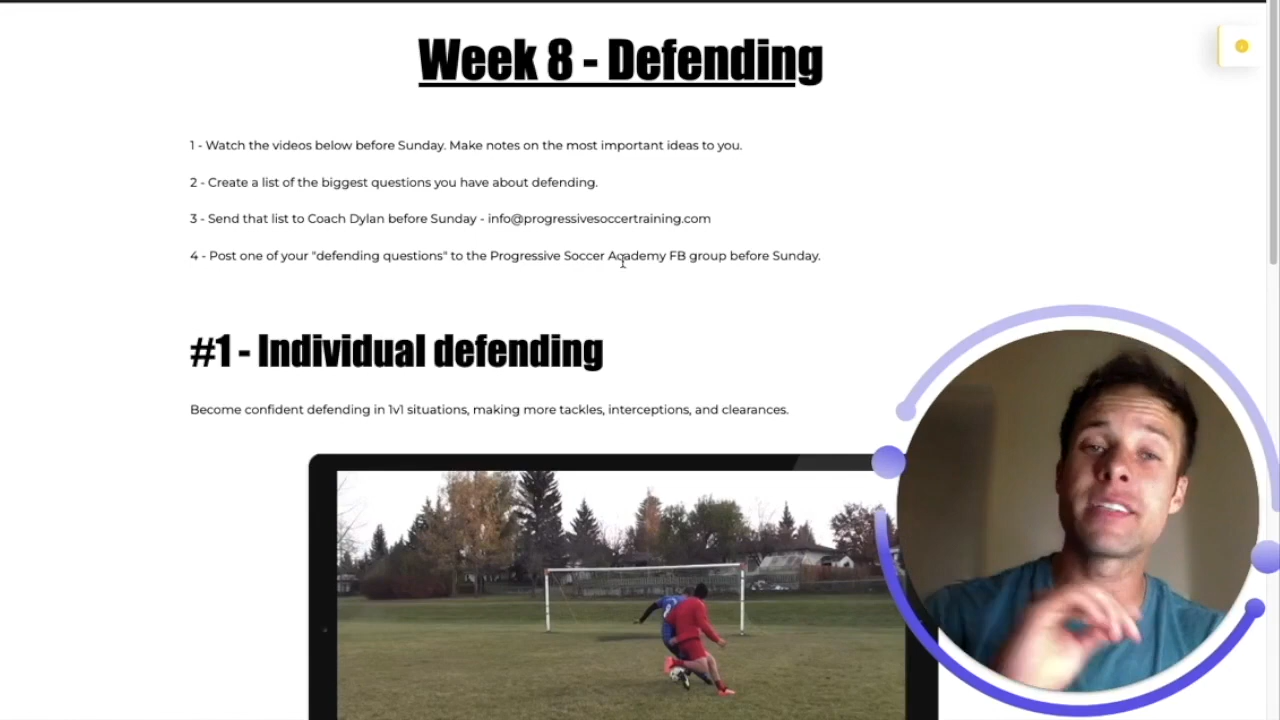 Week 8 - Defending
1 - Watch the videos below before Sunday. Make notes on the most important ideas to you.
2 - Create a list of the biggest questions you have about defending.
3 - Send that list to Coach Dylan before Sunday - info@progressivesoccertraining.com
4 - Post one of your "defending questions" to the Progressive Soccer Academy FB group before Sunday.
#1 - Individual defending
Become confident defending in 1v1 situations, making more tackles, interceptions, and clearances.